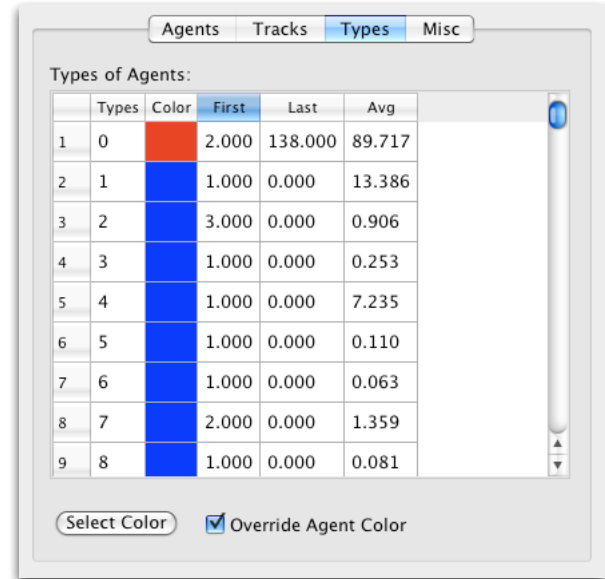 Agents Tracks Types Misc
Types of Agents:
Types Color First Last Avg
1 0 2.000 138.000 89.717
2 1 1.000 0.000 13.386
3 2 3.000 0.000 0.906
4 3 1.000 0.000 0.253
5 4 1.000 0.000 7.235
6 5 1.000 0.000 0.110
7 6 1.000 0.000 0.063
8 7 2.000 0.000 1.359
9 8 1.000 0.000 0.081
Select Color Override Agent Color